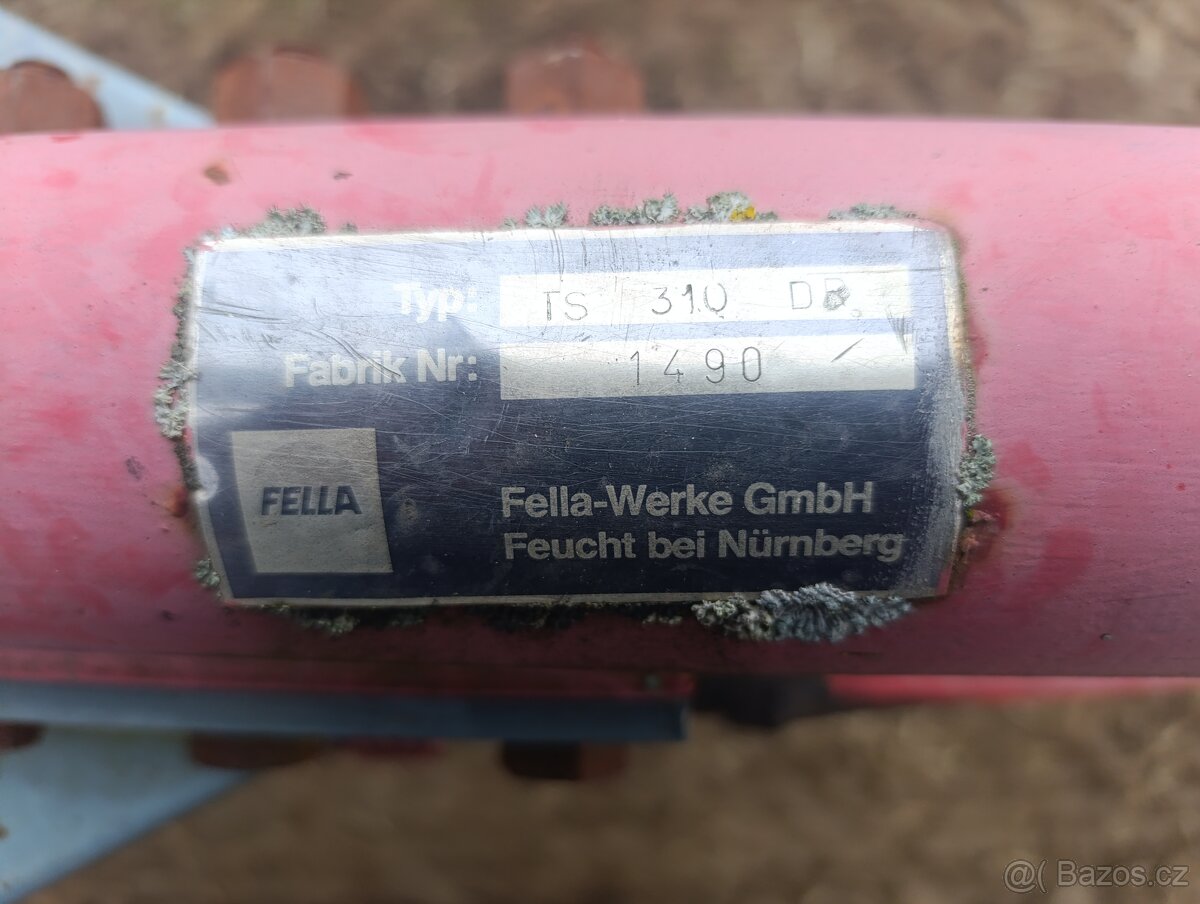 Typ: TS 310 DB.
Fabrik Nr: 1490
FELLA
Fella-Werke GmbH
Feucht bei Nürnberg
@( Bazos.cz